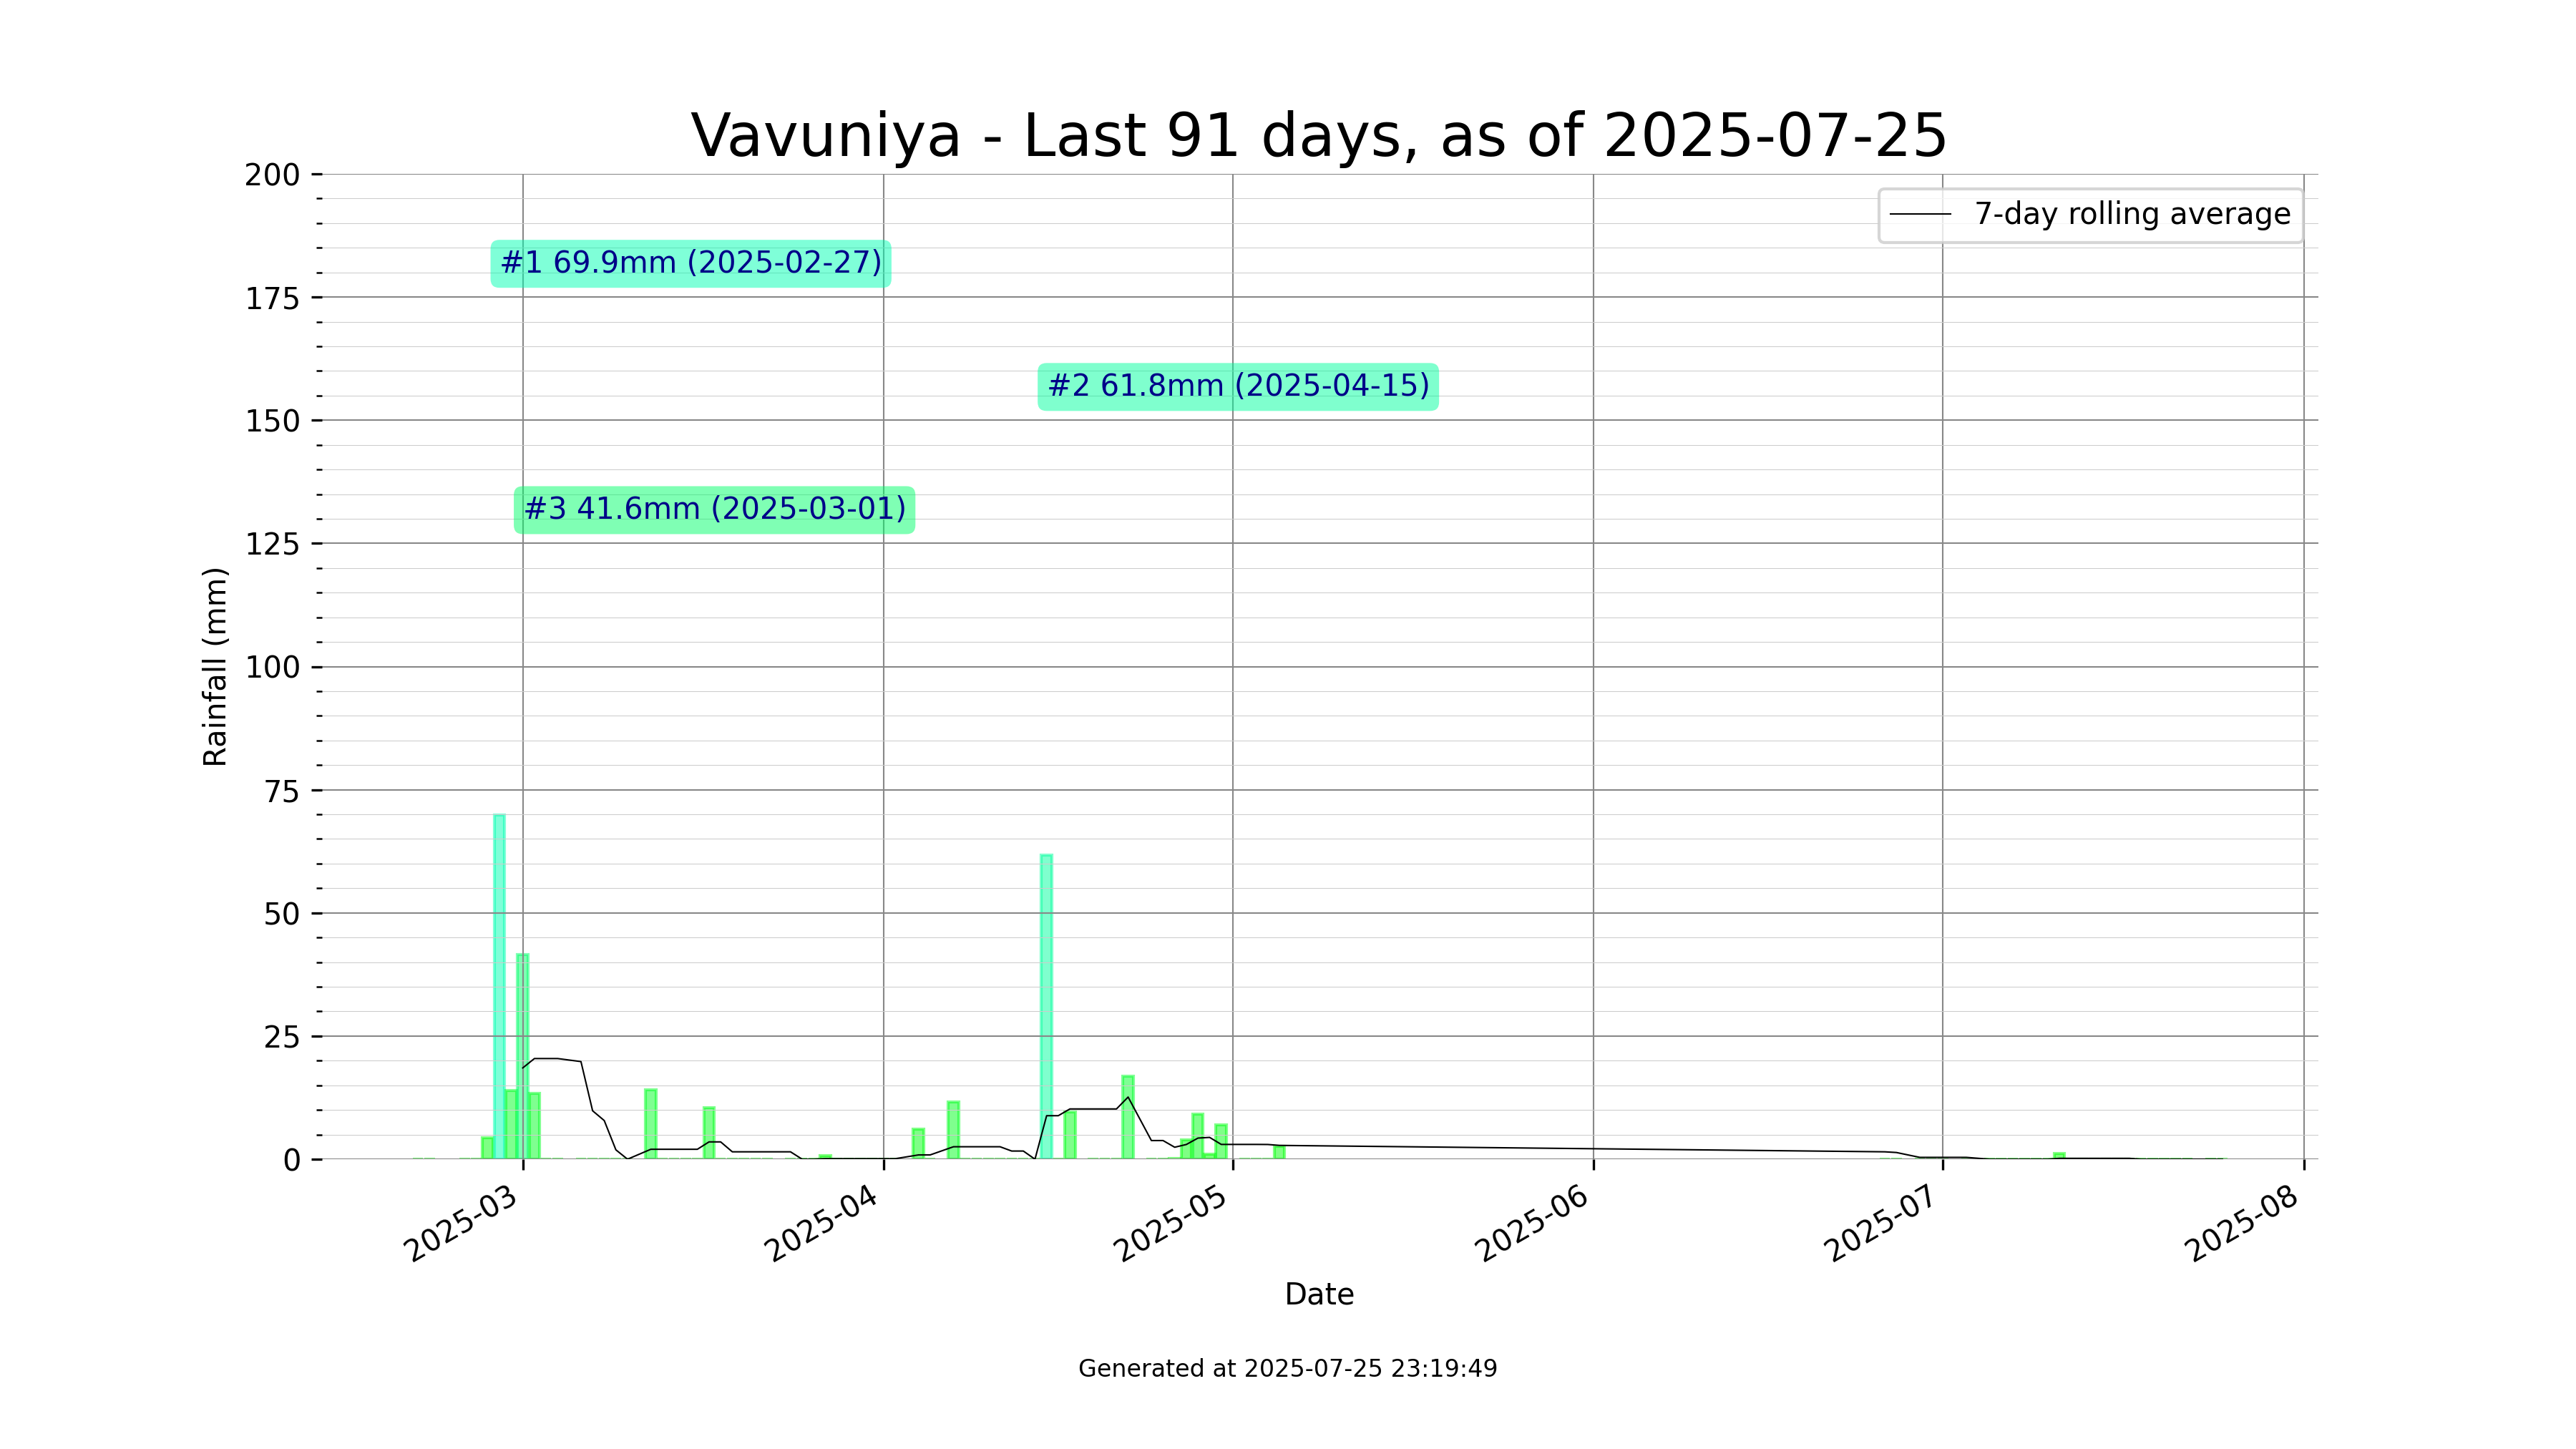 Vavuniya - Last 91 days, as of 2025-07-25
7-day rolling average
#1 69.9mm (2025-02-27)
#2 61.8mm (2025-04-15)
#3 41.6mm (2025-03-01)
Rainfall (mm)
200
175
150
125
100
75
50
25
0
2025-03
2025-04
2025-05
2025-06
2025-07
2025-08
Date
Generated at 2025-07-25 23:19:49